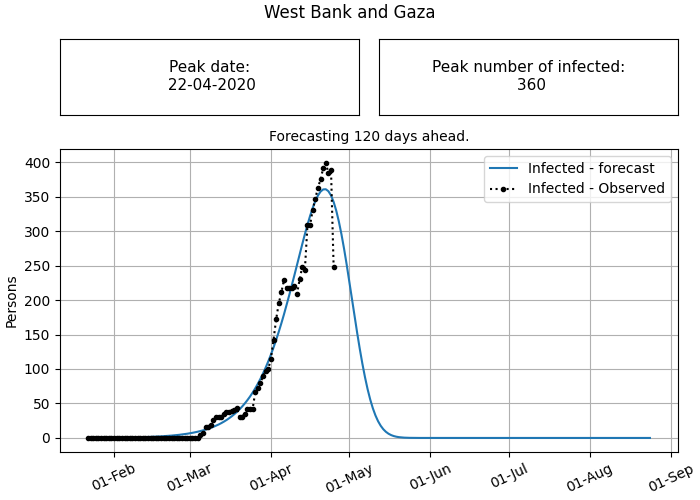 West Bank and Gaza
Peak date:
22-04-2020
Peak number of infected:
360
Forecasting 120 days ahead.
Infected - forecast
Infected - Observed
Persons
400
350
300
250
200
150
100
50
0
01-Feb
01-Mar
01-Apr
01-May
01-Jun
01-Jul
01-Aug
01-Sep